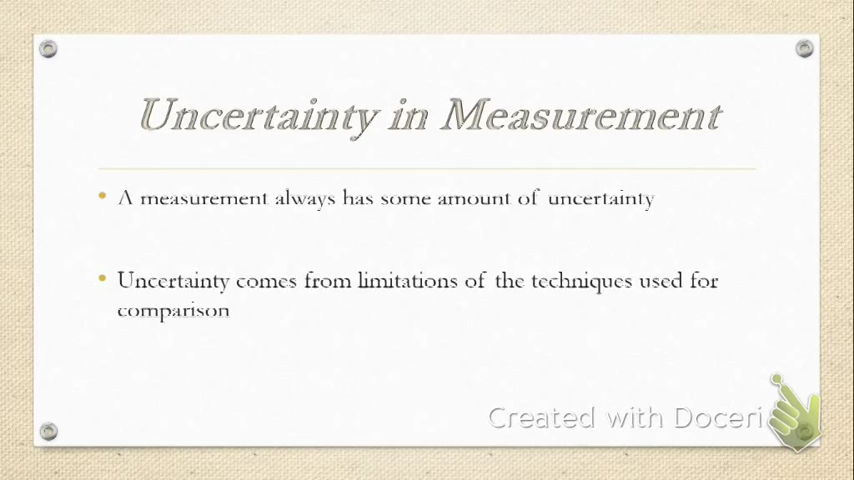 Uncertainty in Measurement
• A measurement always has some amount of uncertainty
• Uncertainty comes from limitations of the techniques used for
comparison
Created with Doceri